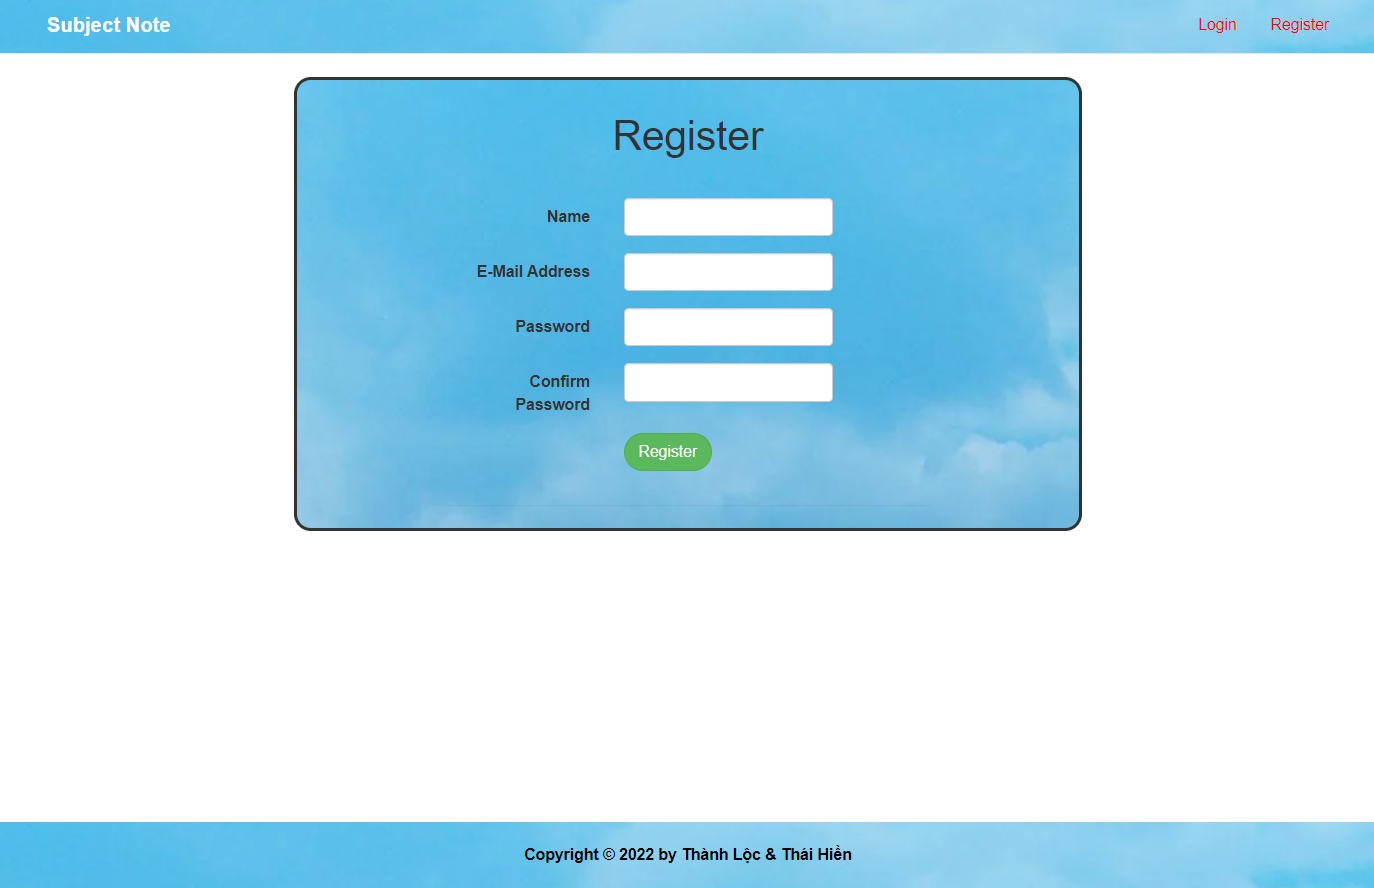 Subject Note
Login
Register
Register
Name
E-Mail Address
Password
Confirm
Password
Register
Copyright © 2022 by Thành Lộc & Thái Hiền